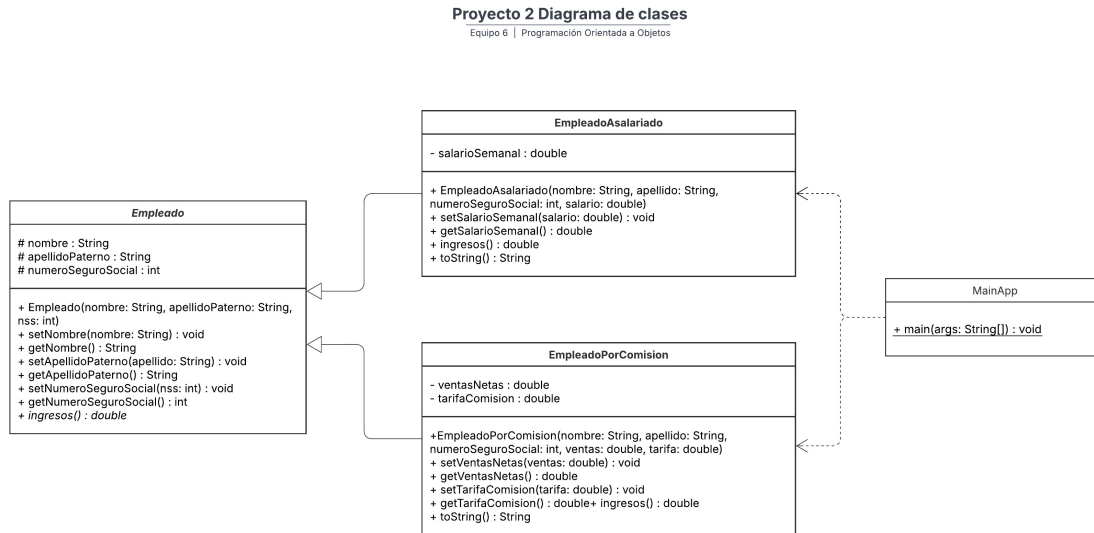 Proyecto 2 Diagrama de clases
Equipo 6 | Programación Orientada a Objetos
EmpleadoAsalariado
- salarioSemanal : double
+ EmpleadoAsalariado(nombre: String, apellido: String,
numeroSeguroSocial: int, salario: double)
+ setSalarioSemanal(salario: double) : void
+ getSalarioSemanal() : double
+ ingresos() : double
+ toString() : String
Empleado
# nombre : String
# apellidoPaterno : String
# numeroSeguroSocial : int
+ Empleado(nombre: String, apellidoPaterno: String,
nss: int)
+ setNombre(nombre: String) : void
+ getNombre() : String
+ setApellidoPaterno(apellido: String) : void
+ getApellidoPaterno() : String
+ setNumeroSeguroSocial(nss: int) : void
+ getNumeroSeguroSocial() : int
+ ingresos() : double
MainApp
+ main(args: String[]) : void
EmpleadoPorComision
- ventasNetas : double
- tarifaComision : double
+EmpleadoPorComision(nombre: String, apellido: String,
numeroSeguroSocial: int, ventas: double, tarifa: double)
+ setVentasNetas(ventas: double) : void
+ getVentasNetas() : double
+ setTarifaComision(tarifa: double) : void
+ getTarifaComision() : double+ ingresos() : double
+ toString() : String